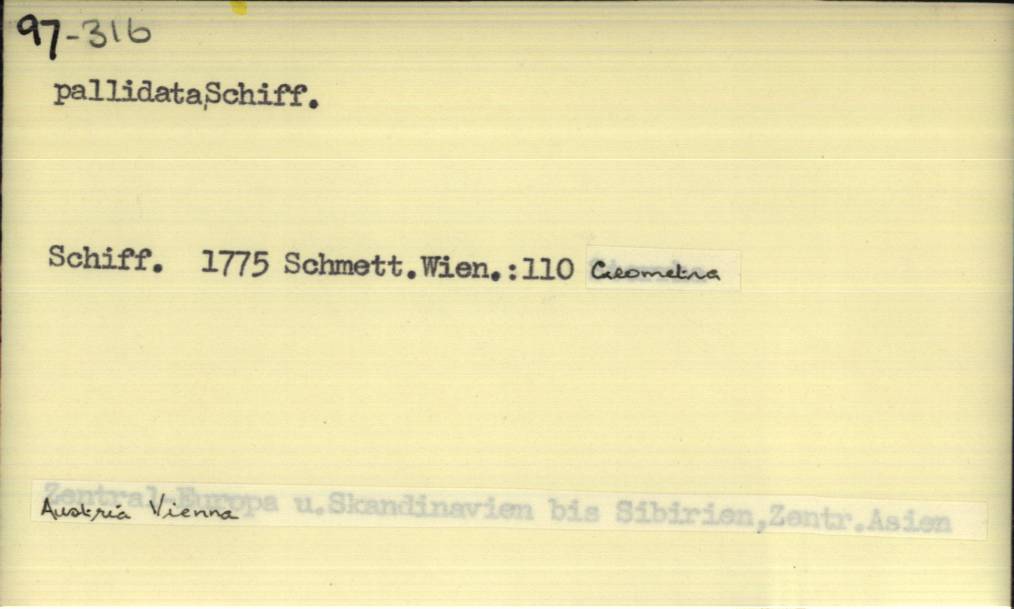 97-316
pallidata,Schiff.
Schiff. 1775 Schmett.Wien.:110 Geometra
Zentral-Europa u.Skandinavien bis Sibirien,Zentr.Asien
Austria Vienna